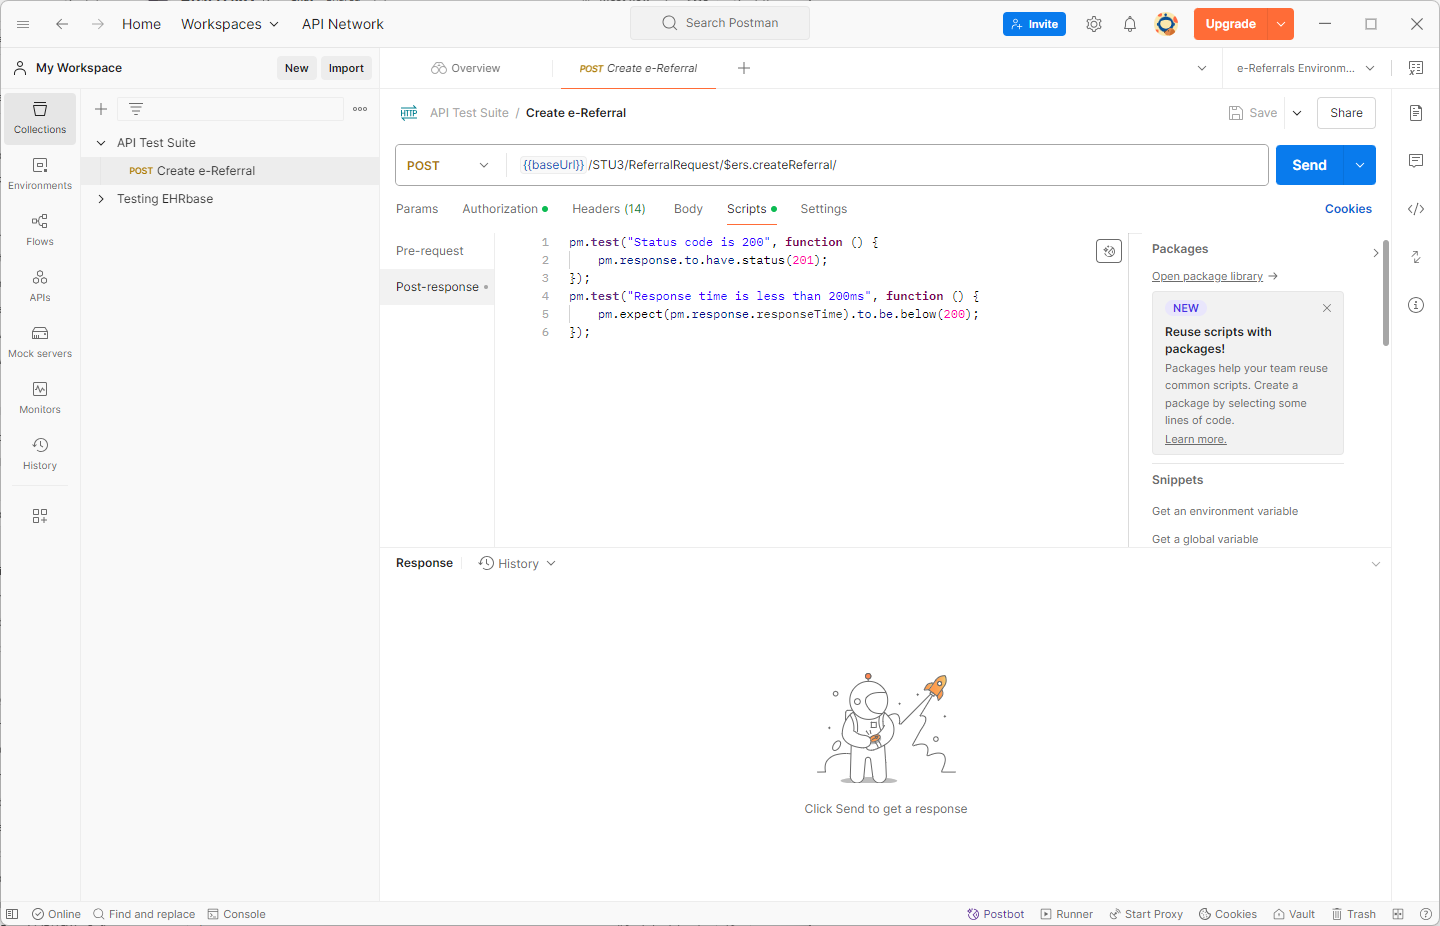 Home
Workspaces
API Network
Search Postman
Invite
Upgrade
My Workspace
New
Import
Overview
POST Create e-Referral
e-Referrals Environm...
Collections
Environments
Flows
APIs
Mock servers
Monitors
History
API Test Suite
POST Create e-Referral
Testing EHRbase
HTTP API Test Suite / Create e-Referral
Save
Share
POST
{{baseUrl}} /STU3/ReferralRequest/$ers.createReferral/
Send
Params
Authorization
Headers (14)
Body
Scripts
Settings
Cookies
Pre-request
Post-response
1 pm.test("Status code is 200", function () {
2 pm.response.to.have.status(201);
3 });
4 pm.test("Response time is less than 200ms", function () {
5 pm.expect(pm.response.responseTime).to.be.below(200);
6 });
Packages
Open package library →
NEW
Reuse scripts with
packages!
Packages help your team reuse
common scripts. Create a
package by selecting some
lines of code.
Learn more.
Snippets
Get an environment variable
Get a global variable
Response
History
Click Send to get a response
Online
Find and replace
Console
Postbot
Runner
Start Proxy
Cookies
Vault
Trash